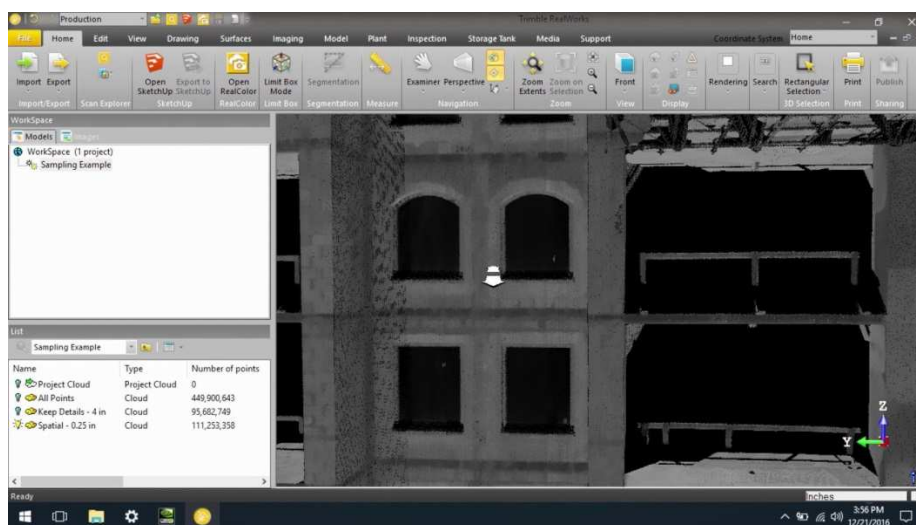 Production
Trimble RealWorks
File Home Edit View Drawing Surfaces Imaging Model Plant Inspection Storage Tank Media Support Coordinate System Home
Import Export
Open SketchUp
Export to SketchUp
Open RealColor
Limit Box Mode
Segmentation
Examiner Perspective
Zoom Extents
Zoom on Selection
Front
Rendering Search
Rectangular Selection
Print
Publish
Import/Export Scan Explorer SketchUp RealColor Limit Box Segmentation Measure Navigation Zoom View Display 3D Selection Print Sharing
WorkSpace
Models Images
WorkSpace (1 project)
Sampling Example
List
Sampling Example
Name Type Number of points
Project Cloud Project Cloud 0
All Points Cloud 449,900,643
Keep Details - 4 in Cloud 95,682,749
Spatial - 0.25 in Cloud 111,253,358
Z
Y
Ready Inches
3:56 PM
12/21/2016